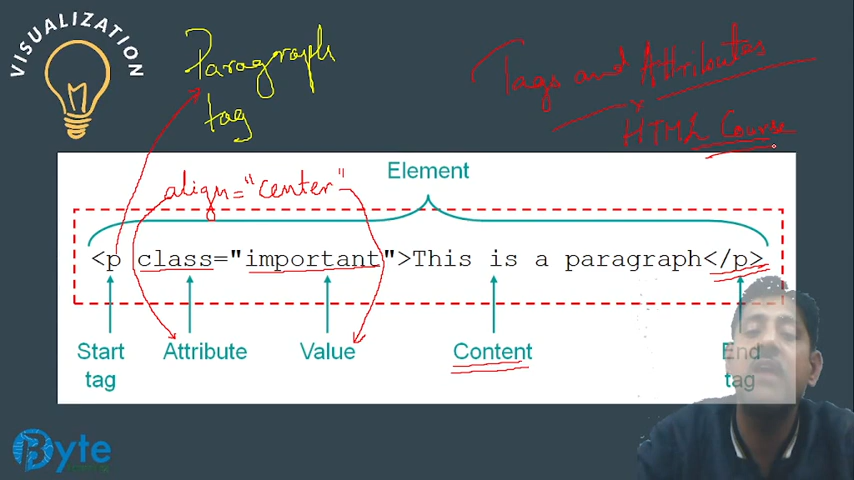 VISUALIZATION
Paragraph
tag
Tags and Attributes
HTML Course
Element
align="center"
<p class="important">This is a paragraph</p>
Start
tag
Attribute
Value
Content
End
tag
Byte